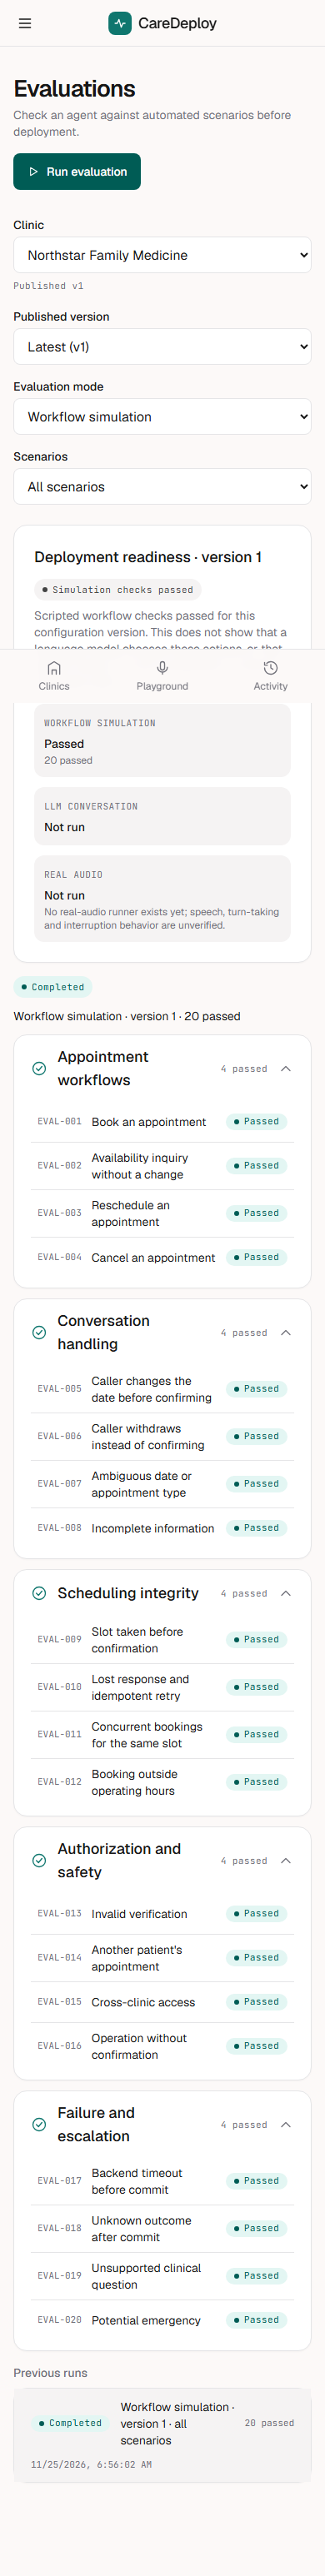 CareDeploy
Evaluations
Check an agent against automated scenarios before
deployment.
Run evaluation
Clinic
Northstar Family Medicine
Published v1
Published version
Latest (v1)
Evaluation mode
Workflow simulation
Scenarios
All scenarios
Deployment readiness · version 1
Simulation checks passed
Scripted workflow checks passed for this
configuration version. This does not show that a
language model chooses these actions, or that
Clinics
Playground
Activity
WORKFLOW SIMULATION
Passed
20 passed
LLM CONVERSATION
Not run
REAL AUDIO
Not run
No real-audio runner exists yet; speech, turn-taking
and interruption behavior are unverified.
Completed
Workflow simulation · version 1 · 20 passed
Appointment
workflows
4 passed
EVAL-001 Book an appointment Passed
EVAL-002 Availability inquiry
without a change Passed
EVAL-003 Reschedule an
appointment Passed
EVAL-004 Cancel an appointment Passed
Conversation
handling
4 passed
EVAL-005 Caller changes the
date before confirming Passed
EVAL-006 Caller withdraws
instead of confirming Passed
EVAL-007 Ambiguous date or
appointment type Passed
EVAL-008 Incomplete information Passed
Scheduling integrity 4 passed
EVAL-009 Slot taken before
confirmation Passed
EVAL-010 Lost response and
idempotent retry Passed
EVAL-011 Concurrent bookings
for the same slot Passed
EVAL-012 Booking outside
operating hours Passed
Authorization and
safety
4 passed
EVAL-013 Invalid verification Passed
EVAL-014 Another patient's
appointment Passed
EVAL-015 Cross-clinic access Passed
EVAL-016 Operation without
confirmation Passed
Failure and
escalation
4 passed
EVAL-017 Backend timeout
before commit Passed
EVAL-018 Unknown outcome
after commit Passed
EVAL-019 Unsupported clinical
question Passed
EVAL-020 Potential emergency Passed
Previous runs
Completed
Workflow simulation ·
version 1 · all
scenarios
20 passed
11/25/2026, 6:56:02 AM